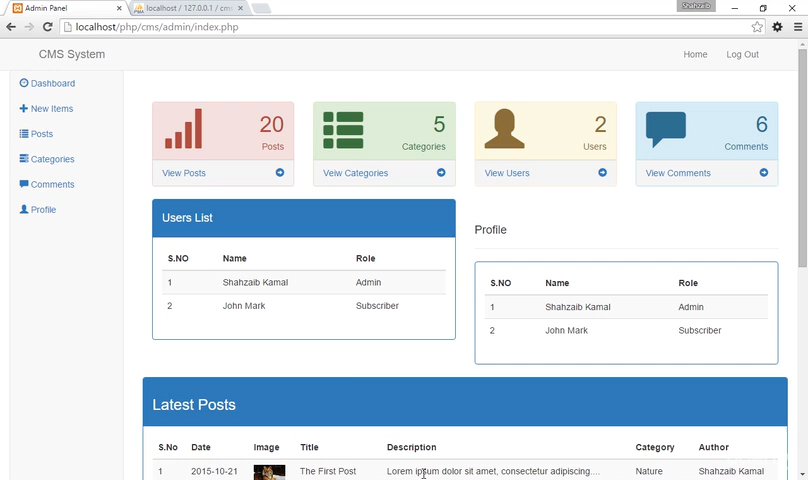 Admin Panel
localhost / 127.0.0.1 / cms
Shahzaib
localhost/php/cms/admin/index.php
CMS System
Home
Log Out
Dashboard
New Items
Posts
Categories
Comments
Profile
20
Posts
View Posts
5
Categories
Veiw Categories
2
Users
View Users
6
Comments
View Comments
Users List
S.NO Name Role
1 Shahzaib Kamal Admin
2 John Mark Subscriber
Profile
S.NO Name Role
1 Shahzaib Kamal Admin
2 John Mark Subscriber
Latest Posts
S.No Date Image Title Description Category Author
1 2015-10-21 The First Post Lorem ipsum dolor sit amet, consectetur adipiscing.... Nature Shahzaib Kamal